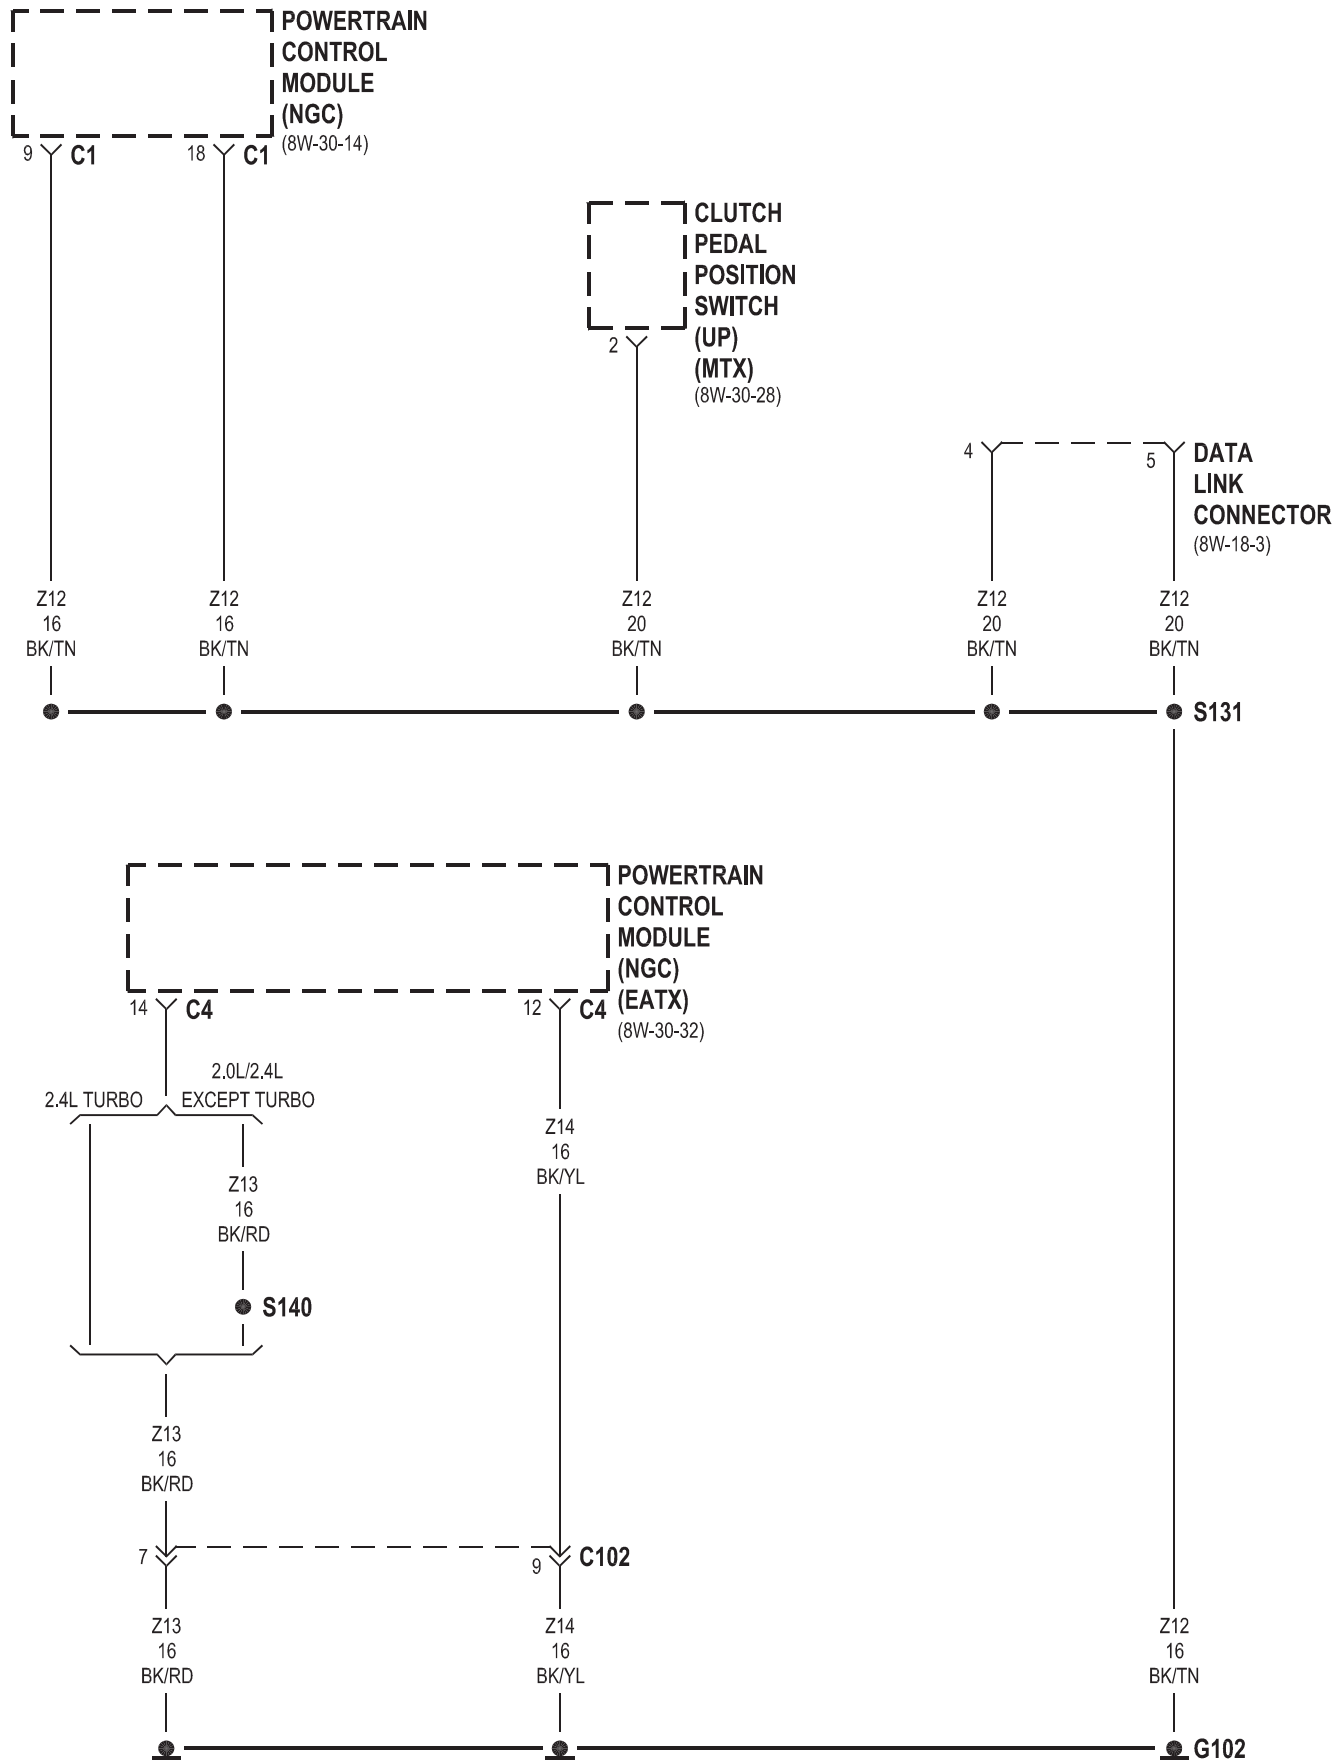 POWERTRAIN
CONTROL
MODULE
(NGC)
(8W-30-14)
9 C1
18 C1
CLUTCH
PEDAL
POSITION
SWITCH
(UP)
(MTX)
(8W-30-28)
2
4
5
DATA
LINK
CONNECTOR
(8W-18-3)
Z12 Z12 Z12 Z12 Z12
16 16 20 20 20
BK/TN BK/TN BK/TN BK/TN BK/TN
S131
POWERTRAIN
CONTROL
MODULE
(NGC)
(EATX)
(8W-30-32)
14 C4
12 C4
2.4L TURBO
2.0L/2.4L
EXCEPT TURBO
Z14
16
BK/YL
Z13
16
BK/RD
S140
Z13
16
BK/RD
7
9
C102
Z13 Z14 Z12
16 16 16
BK/RD BK/YL BK/TN
G102